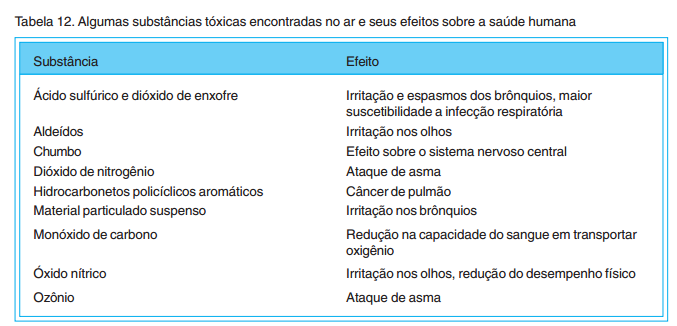 Tabela 12. Algumas substâncias tóxicas encontradas no ar e seus efeitos sobre a saúde humana
Substância Efeito
Ácido sulfúrico e dióxido de enxofre Irritação e espasmos dos brônquios, maior
suscetibilidade a infecção respiratória
Aldeídos Irritação nos olhos
Chumbo Efeito sobre o sistema nervoso central
Dióxido de nitrogênio Ataque de asma
Hidrocarbonetos policíclicos aromáticos Câncer de pulmão
Material particulado suspenso Irritação nos brônquios
Monóxido de carbono Redução na capacidade do sangue em transportar
oxigênio
Óxido nítrico Irritação nos olhos, redução do desempenho físico
Ozônio Ataque de asma